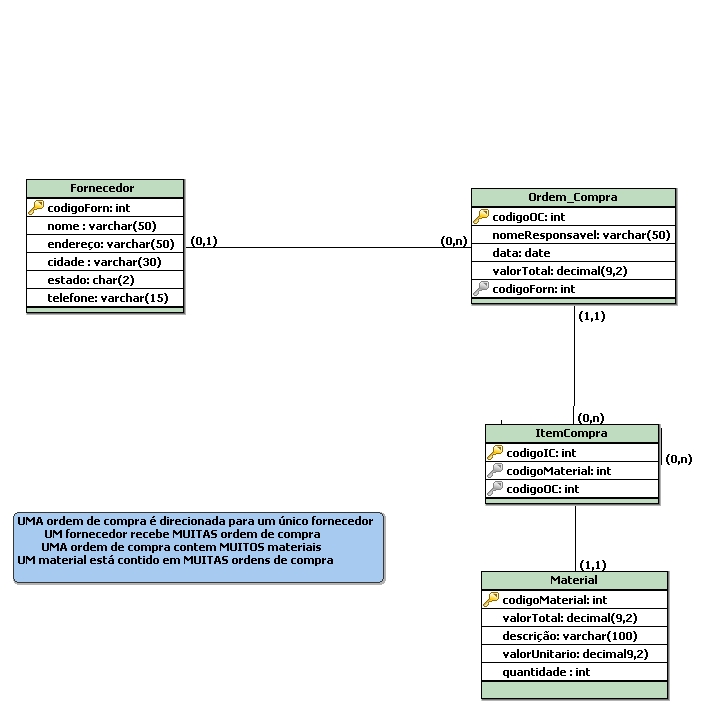 Fornecedor
codigoForn: int
nome : varchar(50)
endereço: varchar(50)
cidade : varchar(30)
estado: char(2)
telefone: varchar(15)
(0,1)
(0,n)
Ordem_Compra
codigoOC: int
nomeResponsavel: varchar(50)
data: date
valorTotal: decimal(9,2)
codigoForn: int
(1,1)
(0,n)
ItemCompra
codigoIC: int
codigoMaterial: int
codigoOC: int
(0,n)
UMA ordem de compra é direcionada para um único fornecedor
UM fornecedor recebe MUITAS ordem de compra
UMA ordem de compra contem MUITOS materiais
UM material está contido em MUITAS ordens de compra
(1,1)
Material
codigoMaterial: int
valorTotal: decimal(9,2)
descrição: varchar(100)
valorUnitario: decimal9,2)
quantidade : int